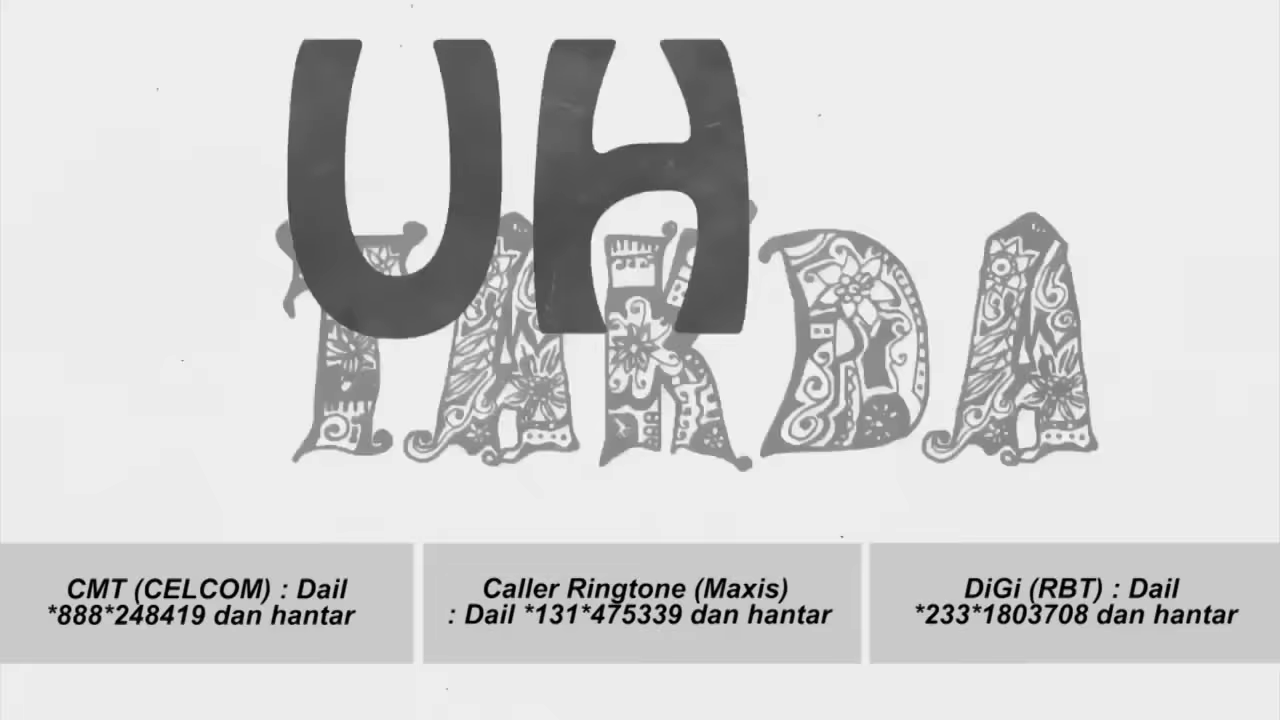 UH
TAKDA
CMT (CELCOM) : Dail
*888*248419 dan hantar
Caller Ringtone (Maxis)
: Dail *131*475339 dan hantar
DiGi (RBT) : Dail
*233*1803708 dan hantar